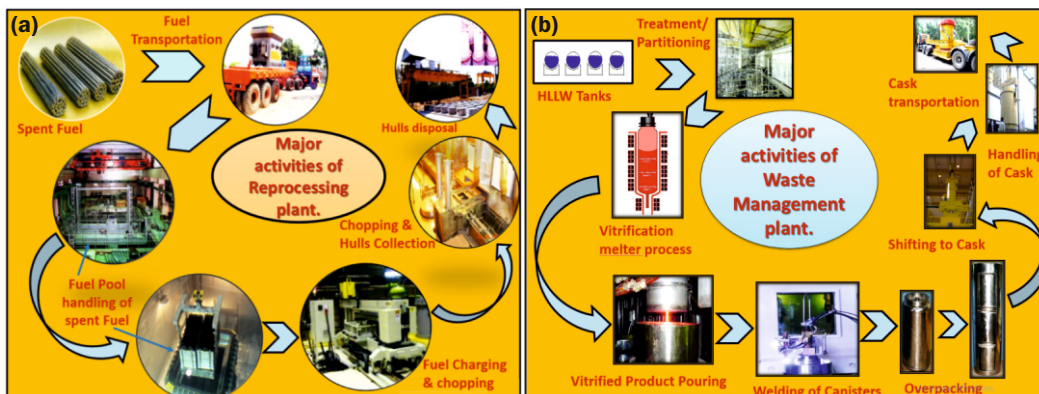 (a)
Fuel
Transportation
Spent Fuel
Hulls disposal
Major
activities of
Reprocessing
plant.
Chopping &
Hulls Collection
Fuel Pool
handling of
spent Fuel
Fuel Charging
& chopping
(b)
Treatment/
Partitioning
HLLW Tanks
Cask
transportation
Major
activities of
Waste
Management
plant.
Handling
of Cask
Vitrification
melter process
Shifting to Cask
Vitrified Product Pouring
Welding of Canisters
Overpacking